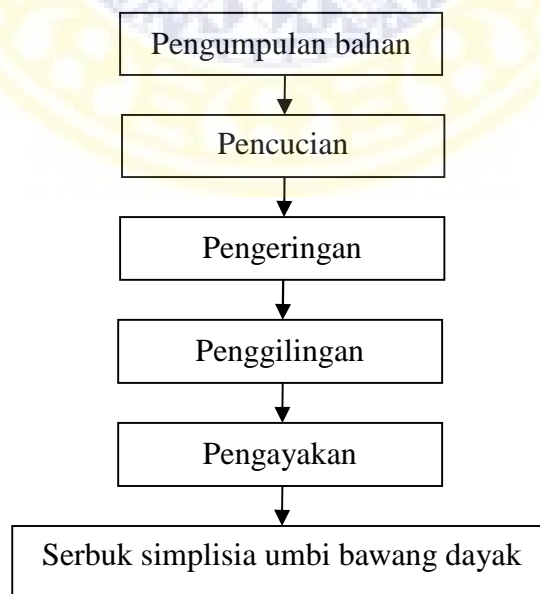 Pengumpulan bahan
Pencucian
Pengeringan
Penggilingan
Pengayakan
Serbuk simplisia umbi bawang dayak